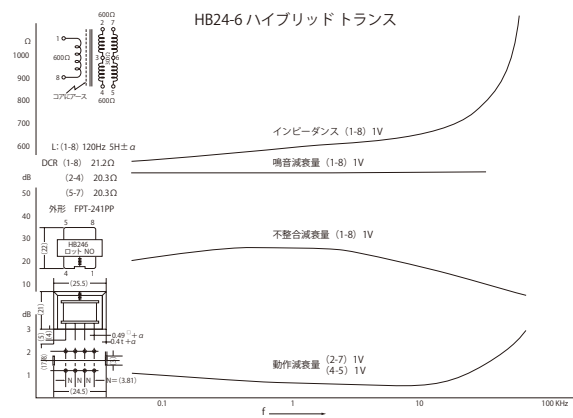 HB24-6 ハイブリッド トランス
600Ω
2 7
Ω
1
600Ω
3 6
8
4 5
600Ω
コアにアース
1000
900
800
700
600
インピーダンス (1-8) 1V
L: (1-8) 120Hz 5H±α
DCR (1-8) 21.2Ω
鳴音減衰量 (1-8) 1V
dB
(2-4) 20.3Ω
(5-7) 20.3Ω
50
外形 FPT-241PP
40
5 8
30
不整合減衰量 (1-8) 1V
(22)
HB246
ロット NO
20
4 1
10
(25.5)
(21)
dB
3
(5)
(4)
0.49□+α
0.4t+α
2
(17.8)
動作減衰量 (2-7) 1V
(4-5) 1V
1
N N N N=(3.81)
(24.5)
0.1 1 10 100 KHz
f